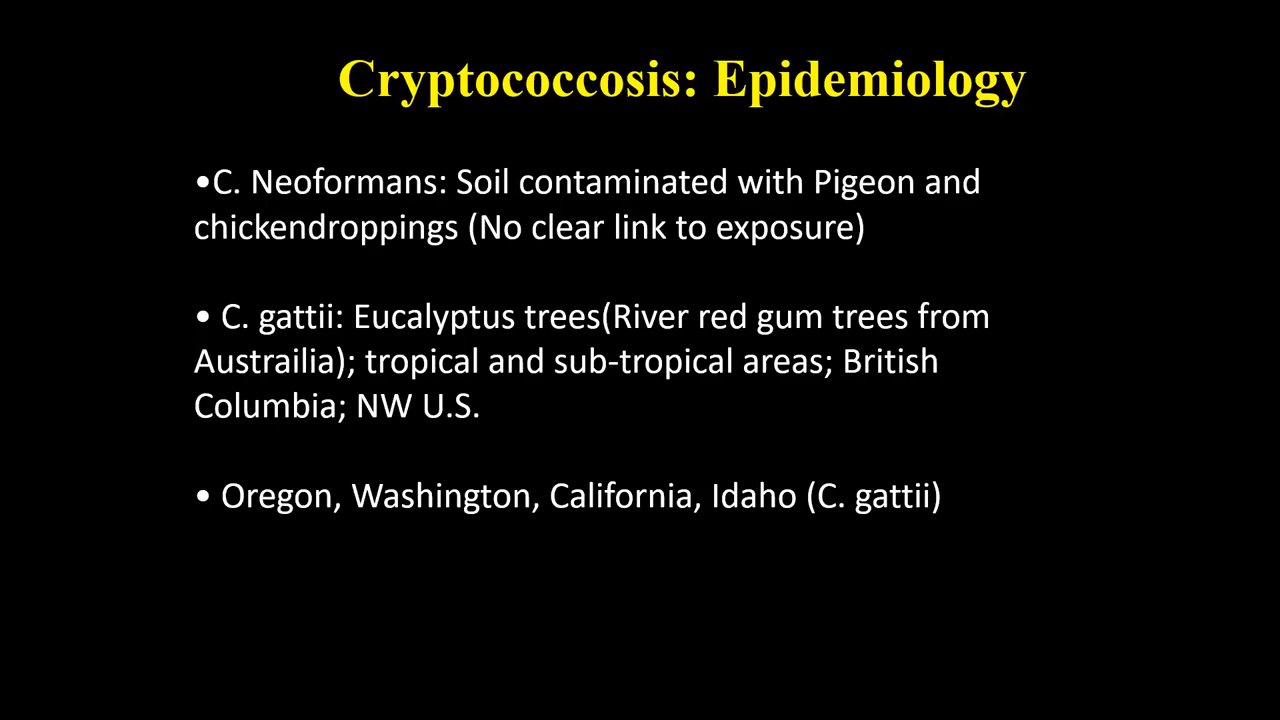 Cryptococcosis: Epidemiology
•C. Neoformans: Soil contaminated with Pigeon and
chickendroppings (No clear link to exposure)
• C. gattii: Eucalyptus trees(River red gum trees from
Austrailia); tropical and sub-tropical areas; British
Columbia; NW U.S.
• Oregon, Washington, California, Idaho (C. gattii)